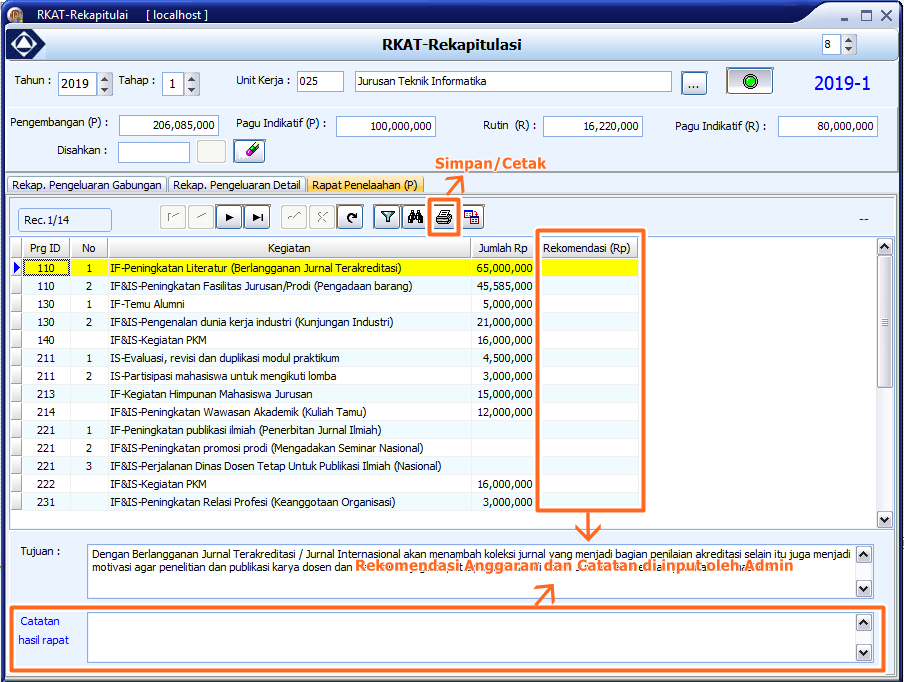 RKAT-Rekapitulai [ localhost ]
RKAT-Rekapitulasi
8
Tahun : 2019 Tahap : 1 Unit Kerja : 025 Jurusan Teknik Informatika ... 2019-1
Pengembangan (P) : 206,085,000 Pagu Indikatif (P) : 100,000,000 Rutin (R) : 16,220,000 Pagu Indikatif (R) : 80,000,000
Disahkan :
Simpan/Cetak
Rekap. Pengeluaran Gabungan Rekap. Pengeluaran Detail Rapat Penelaahan (P)
Rec. 1/14 --
Prg ID No Kegiatan Jumlah Rp Rekomendasi (Rp)
110 1 IF-Peningkatan Literatur (Berlangganan Jurnal Terakreditasi) 65,000,000
110 2 IF&IS-Peningkatan Fasilitas Jurusan/Prodi (Pengadaan barang) 45,585,000
130 1 IF-Temu Alumni 5,000,000
130 2 IF&IS-Pengenalan dunia kerja industri (Kunjungan Industri) 21,000,000
140 IF&IS-Kegiatan PKM 16,000,000
211 1 IS-Evaluasi, revisi dan duplikasi modul praktikum 4,500,000
211 2 IS-Partisipasi mahasiswa untuk mengikuti lomba 3,000,000
213 IF-Kegiatan Himpunan Mahasiswa Jurusan 15,000,000
214 IF&IS-Peningkatan Wawasan Akademik (Kuliah Tamu) 12,000,000
221 1 IF-Peningkatan publikasi ilmiah (Penerbitan Jurnal Ilmiah)
221 2 IF&IS-Peningkatan promosi prodi (Mengadakan Seminar Nasional)
221 3 IF&IS-Perjalanan Dinas Dosen Tetap Untuk Publikasi Ilmiah (Nasional)
222 IF&IS-Kegiatan PKM 16,000,000
231 IF&IS-Peningkatan Relasi Profesi (Keanggotaan Organisasi) 3,000,000
Tujuan : Dengan Berlangganan Jurnal Terakreditasi / Jurnal Internasional akan menambah koleksi jurnal yang menjadi bagian penilaian akreditasi selain itu juga menjadi
motivasi agar penelitian dan publikasi karya dosen dan
Rekomendasi Anggaran dan Catatan di input oleh Admin
Catatan
hasil rapat